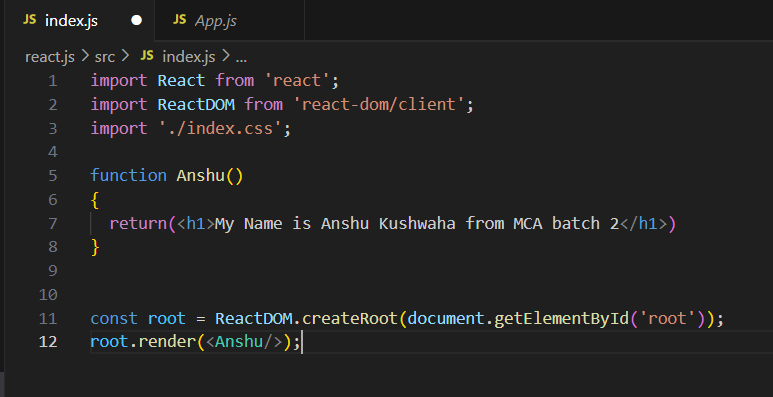 JS index.js ● JS App.js
react.js > src > JS index.js > ...
1 import React from 'react';
2 import ReactDOM from 'react-dom/client';
3 import './index.css';
4
5 function Anshu()
6 {
7 return(<h1>My Name is Anshu Kushwaha from MCA batch 2</h1>)
8 }
9
10
11 const root = ReactDOM.createRoot(document.getElementById('root'));
12 root.render(<Anshu/>);